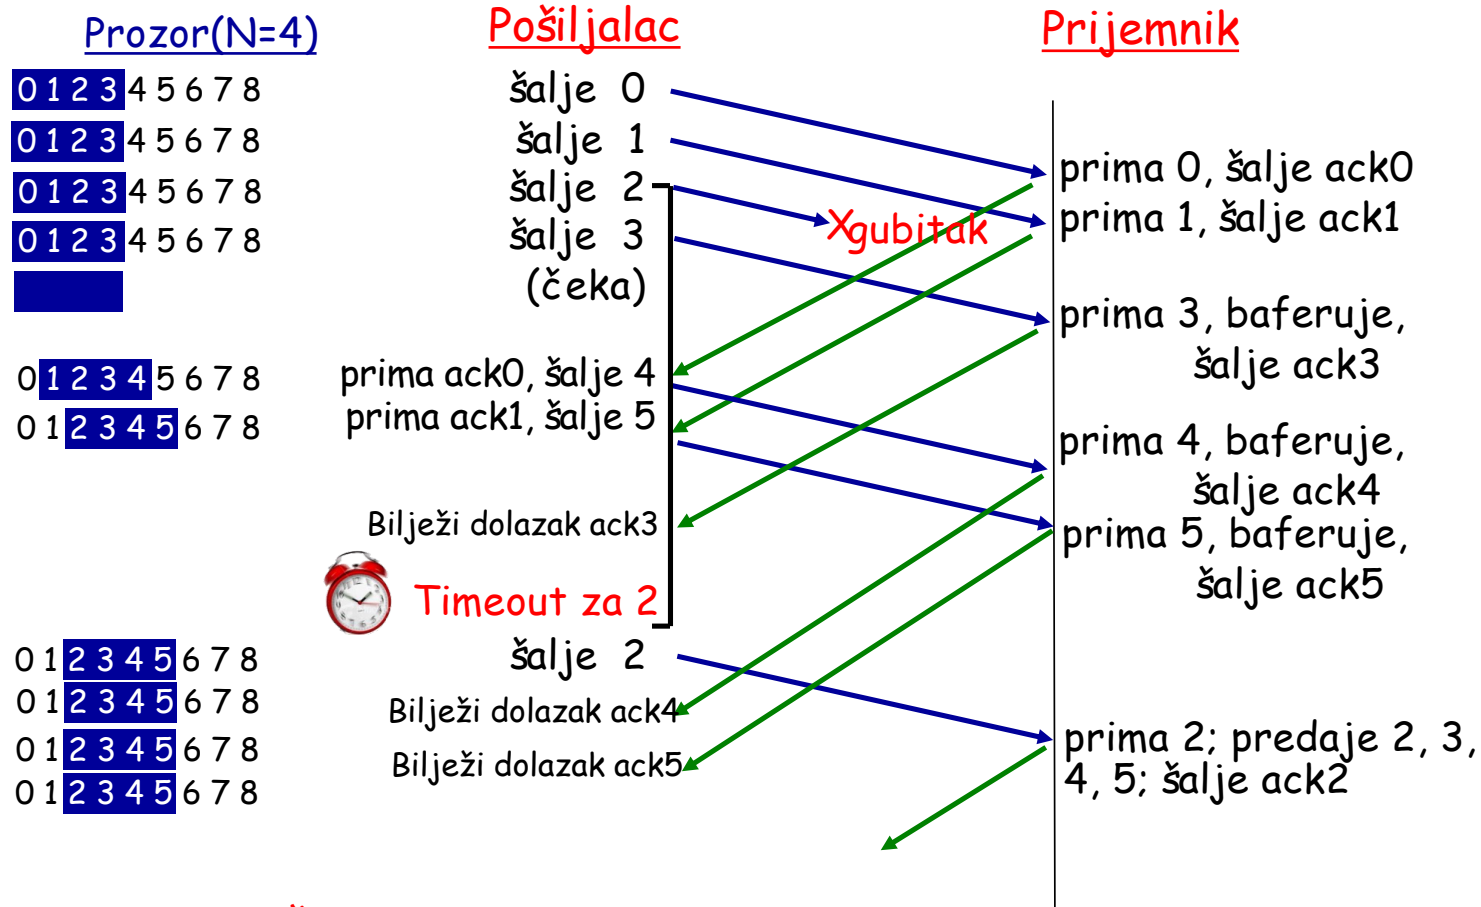 Prozor(N=4)
Pošiljalac
Prijemnik
0 1 2 3 4 5 6 7 8
šalje 0
0 1 2 3 4 5 6 7 8
šalje 1
prima 0, šalje ack0
0 1 2 3 4 5 6 7 8
šalje 2
Xgubitak
prima 1, šalje ack1
0 1 2 3 4 5 6 7 8
šalje 3
(čeka)
prima 3, baferuje,
šalje ack3
0 1 2 3 4 5 6 7 8
prima ack0, šalje 4
0 1 2 3 4 5 6 7 8
prima ack1, šalje 5
prima 4, baferuje,
šalje ack4
Bilježi dolazak ack3
prima 5, baferuje,
šalje ack5
Timeout za 2
0 1 2 3 4 5 6 7 8
šalje 2
0 1 2 3 4 5 6 7 8
Bilježi dolazak ack4
0 1 2 3 4 5 6 7 8
Bilježi dolazak ack5
prima 2; predaje 2, 3,
4, 5; šalje ack2
0 1 2 3 4 5 6 7 8